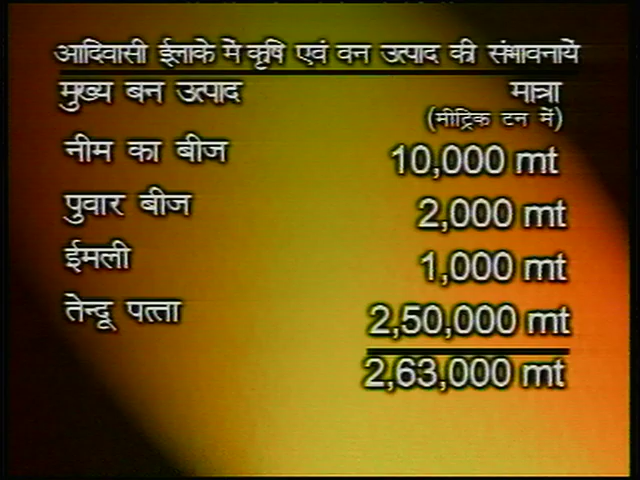 आदिवासी ईलाके में कृषि एवं वन उत्पाद की संभावनायें
मुख्य बन उत्पाद मात्रा
(मीट्रिक टन में)
नीम का बीज 10,000 mt
पुवार बीज 2,000 mt
ईमली 1,000 mt
तेन्दू पत्ता 2,50,000 mt
2,63,000 mt